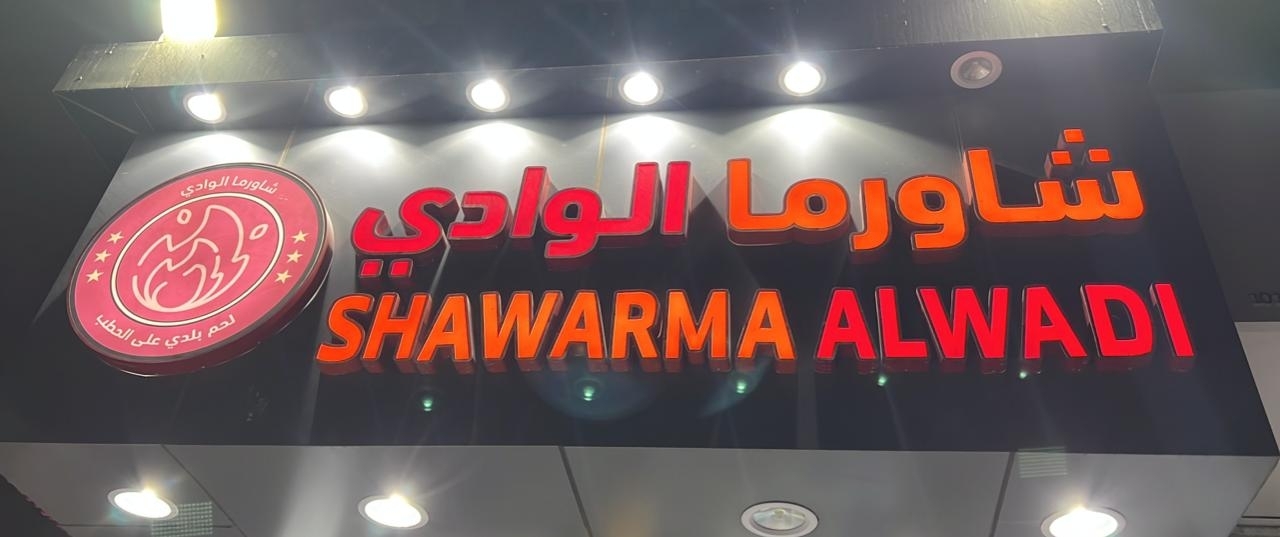 شاورما الوادي
SHAWARMA ALWADI
شاورما الوادي
لحم بلدي على الحطب